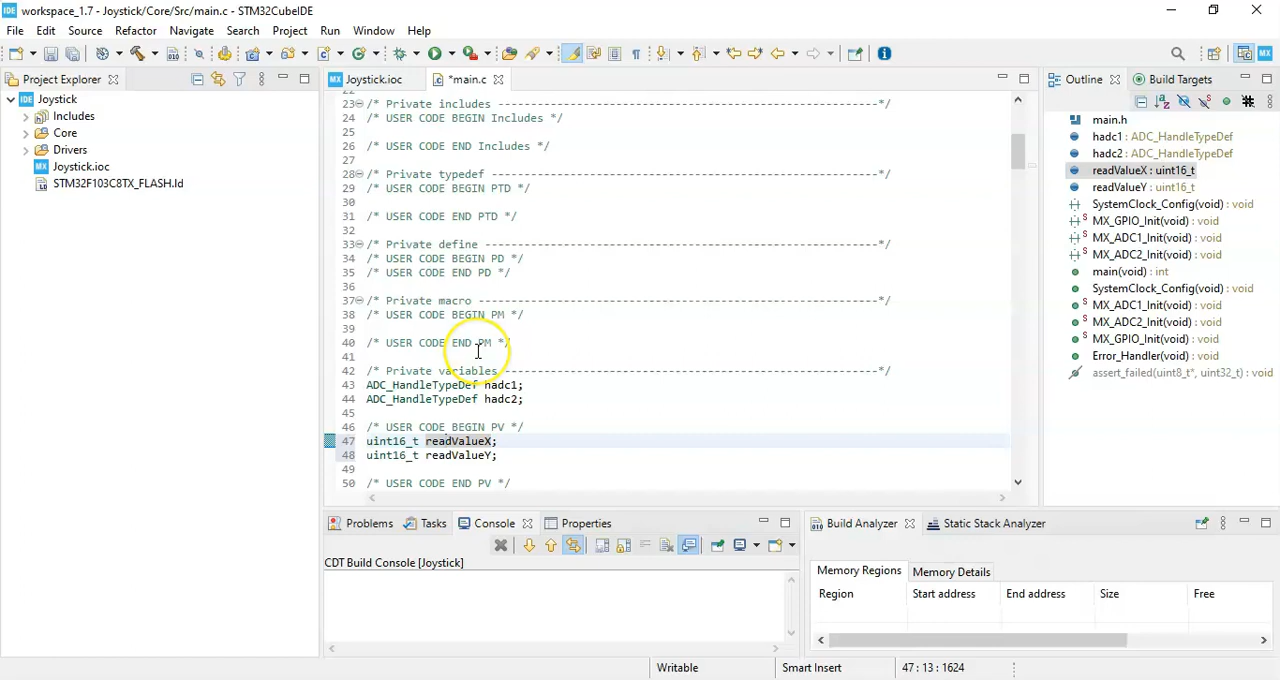 workspace_1.7 - Joystick/Core/Src/main.c - STM32CubeIDE
File Edit Source Refactor Navigate Search Project Run Window Help
Project Explorer
Joystick
Includes
Core
Drivers
Joystick.ioc
STM32F103C8TX_FLASH.ld
Joystick.ioc
*main.c
22
23 /* Private includes ----------------------------------------------------------*/
24 /* USER CODE BEGIN Includes */
25
26 /* USER CODE END Includes */
27
28 /* Private typedef -----------------------------------------------------------*/
29 /* USER CODE BEGIN PTD */
30
31 /* USER CODE END PTD */
32
33 /* Private define ------------------------------------------------------------*/
34 /* USER CODE BEGIN PD */
35 /* USER CODE END PD */
36
37 /* Private macro -------------------------------------------------------------*/
38 /* USER CODE BEGIN PM */
39
40 /* USER CODE END PM */
41
42 /* Private variables ---------------------------------------------------------*/
43 ADC_HandleTypeDef hadc1;
44 ADC_HandleTypeDef hadc2;
45
46 /* USER CODE BEGIN PV */
47 uint16_t readValueX;
48 uint16_t readValueY;
49
50 /* USER CODE END PV */
Outline
Build Targets
main.h
hadc1 : ADC_HandleTypeDef
hadc2 : ADC_HandleTypeDef
readValueX : uint16_t
readValueY : uint16_t
SystemClock_Config(void) : void
MX_GPIO_Init(void) : void
MX_ADC1_Init(void) : void
MX_ADC2_Init(void) : void
main(void) : int
SystemClock_Config(void) : void
MX_ADC1_Init(void) : void
MX_ADC2_Init(void) : void
MX_GPIO_Init(void) : void
Error_Handler(void) : void
assert_failed(uint8_t*, uint32_t) : void
Problems Tasks Console Properties
CDT Build Console [Joystick]
Build Analyzer Static Stack Analyzer
Memory Regions Memory Details
Region Start address End address Size Free
Writable Smart Insert 47 : 13 : 1624